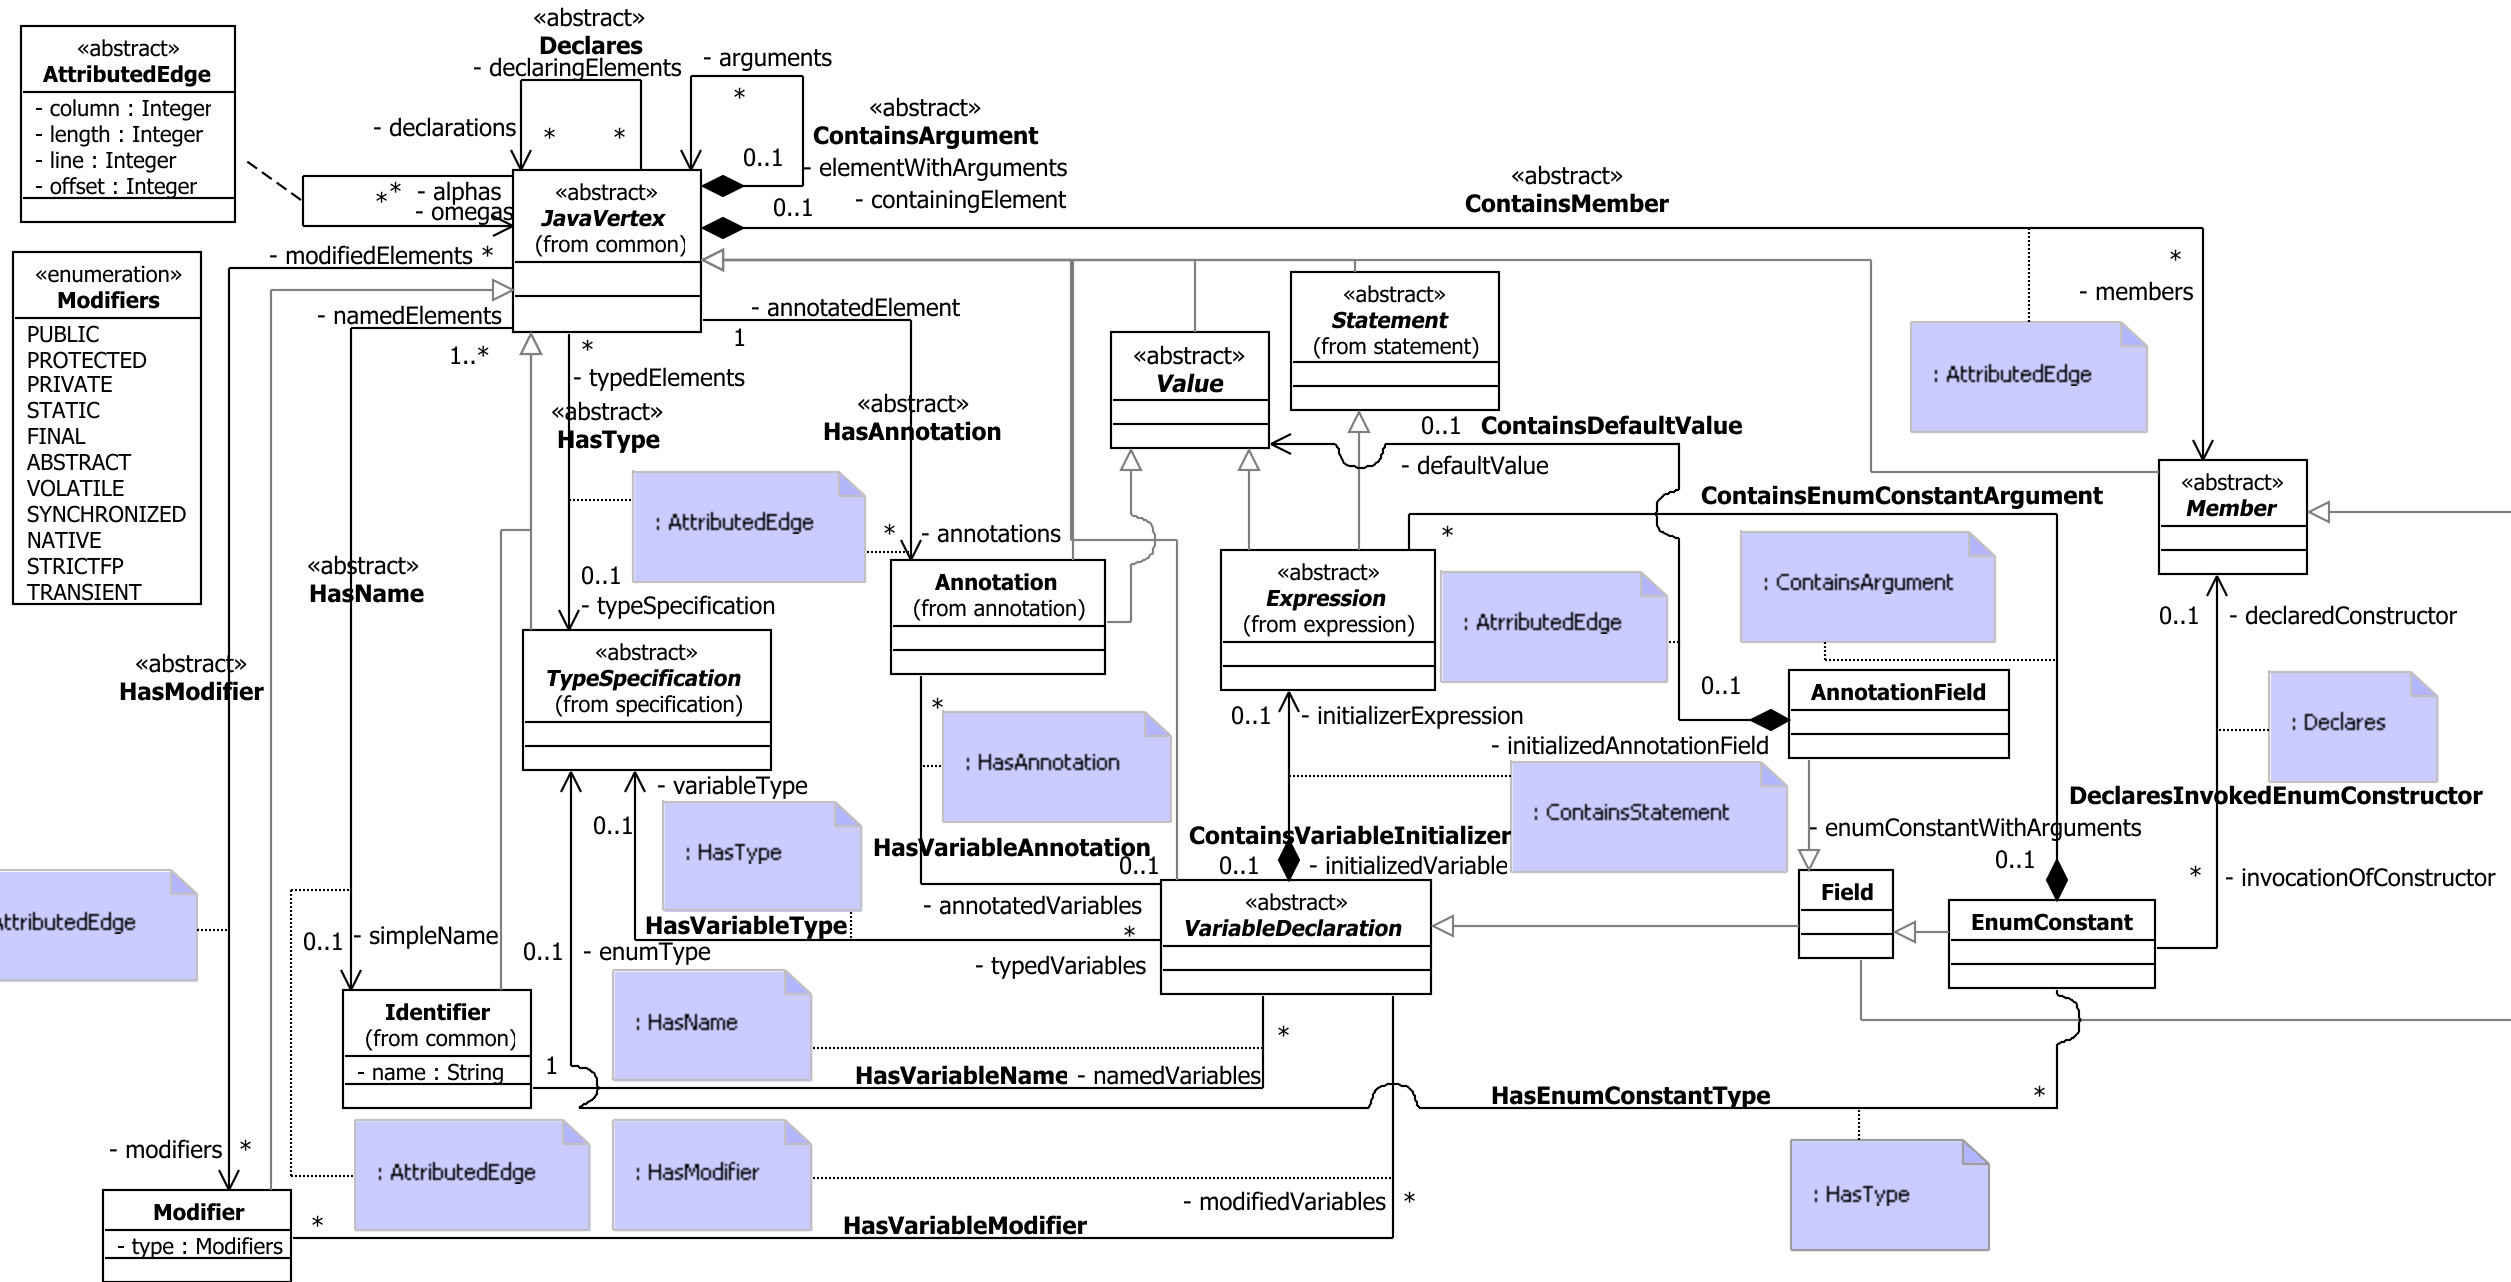 «abstract»
AttributedEdge
- column : Integer
- length : Integer
- line : Integer
- offset : Integer
«abstract»
Declares
- declaringElements
- declarations
*
*
- arguments
*
0..1
«abstract»
ContainsArgument
- elementWithArguments
- containingElement
0..1
«abstract»
ContainsMember
*
- members
* *
- alphas
- omegas
«abstract»
JavaVertex
(from common)
- modifiedElements *
«enumeration»
Modifiers
PUBLIC
PROTECTED
PRIVATE
STATIC
FINAL
ABSTRACT
VOLATILE
SYNCHRONIZED
NATIVE
STRICTFP
TRANSIENT
- namedElements
1..*
*
- typedElements
«abstract»
HasType
- annotatedElement
1
«abstract»
HasAnnotation
«abstract»
Value
«abstract»
Statement
(from statement)
: AttributedEdge
0..1
ContainsDefaultValue
- defaultValue
: AttributedEdge
*
- annotations
0..1
- typeSpecification
«abstract»
HasName
«abstract»
HasModifier
Annotation
(from annotation)
«abstract»
Expression
(from expression)
*
ContainsEnumConstantArgument
: AtrributedEdge
: ContainsArgument
«abstract»
Member
0..1
- declaredConstructor
«abstract»
TypeSpecification
(from specification)
*
: HasAnnotation
0..1
- initializerExpression
0..1
- initializedAnnotationField
AnnotationField
: Declares
DeclaresInvokedEnumConstructor
- variableType
0..1
: HasType
HasVariableAnnotation
0..1
ContainsVariableInitializer
0..1
- initializedVariable
: ContainsStatement
- enumConstantWithArguments
0..1
*
- invocationOfConstructor
ttributedEdge
0..1
- simpleName
HasVariableType
0..1
- enumType
- annotatedVariables
*
- typedVariables
«abstract»
VariableDeclaration
Field
EnumConstant
Identifier
(from common)
- name : String
1
: HasName
*
HasVariableName
- namedVariables
HasEnumConstantType
*
- modifiers
*
: AttributedEdge
: HasModifier
- modifiedVariables
*
: HasType
Modifier
- type : Modifiers
*
HasVariableModifier